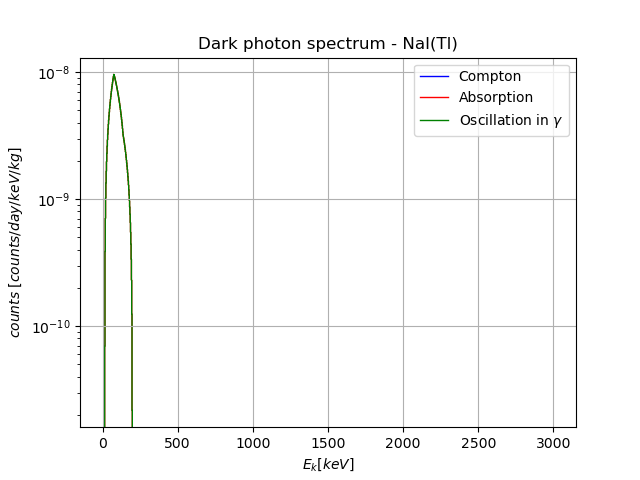 Dark photon spectrum - NaI(Tl)
Compton
Absorption
Oscillation in γ
counts [counts/day/keV/kg]
10⁻⁸
10⁻⁹
10⁻¹⁰
0 500 1000 1500 2000 2500 3000
Eₖ[keV]